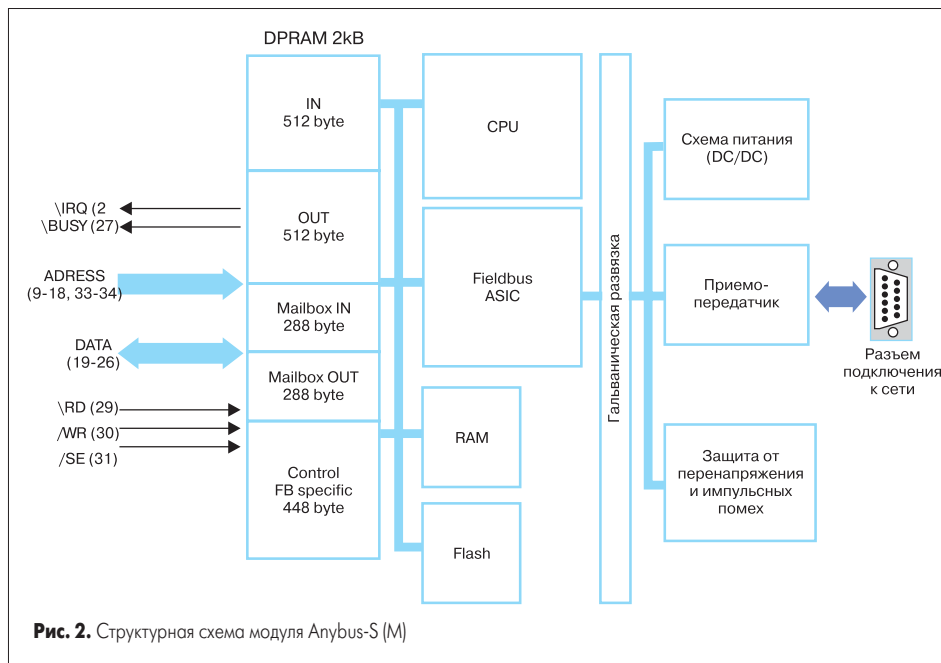 DPRAM 2kB
IN
512 byte
OUT
512 byte
Mailbox IN
288 byte
Mailbox OUT
288 byte
Control
FB specific
448 byte
\IRQ (2
\BUSY (27)
ADRESS
(9-18, 33-34)
DATA
(19-26)
\RD (29)
/WR (30)
/SE (31)
CPU
Fieldbus
ASIC
RAM
Flash
Гальваническая развязка
Схема питания
(DC/DC)
Приемо-
передатчик
Защита от
перенапряжения
и импульсных
помех
Разъем
подключения
к сети
Рис. 2. Структурная схема модуля Anybus-S (M)